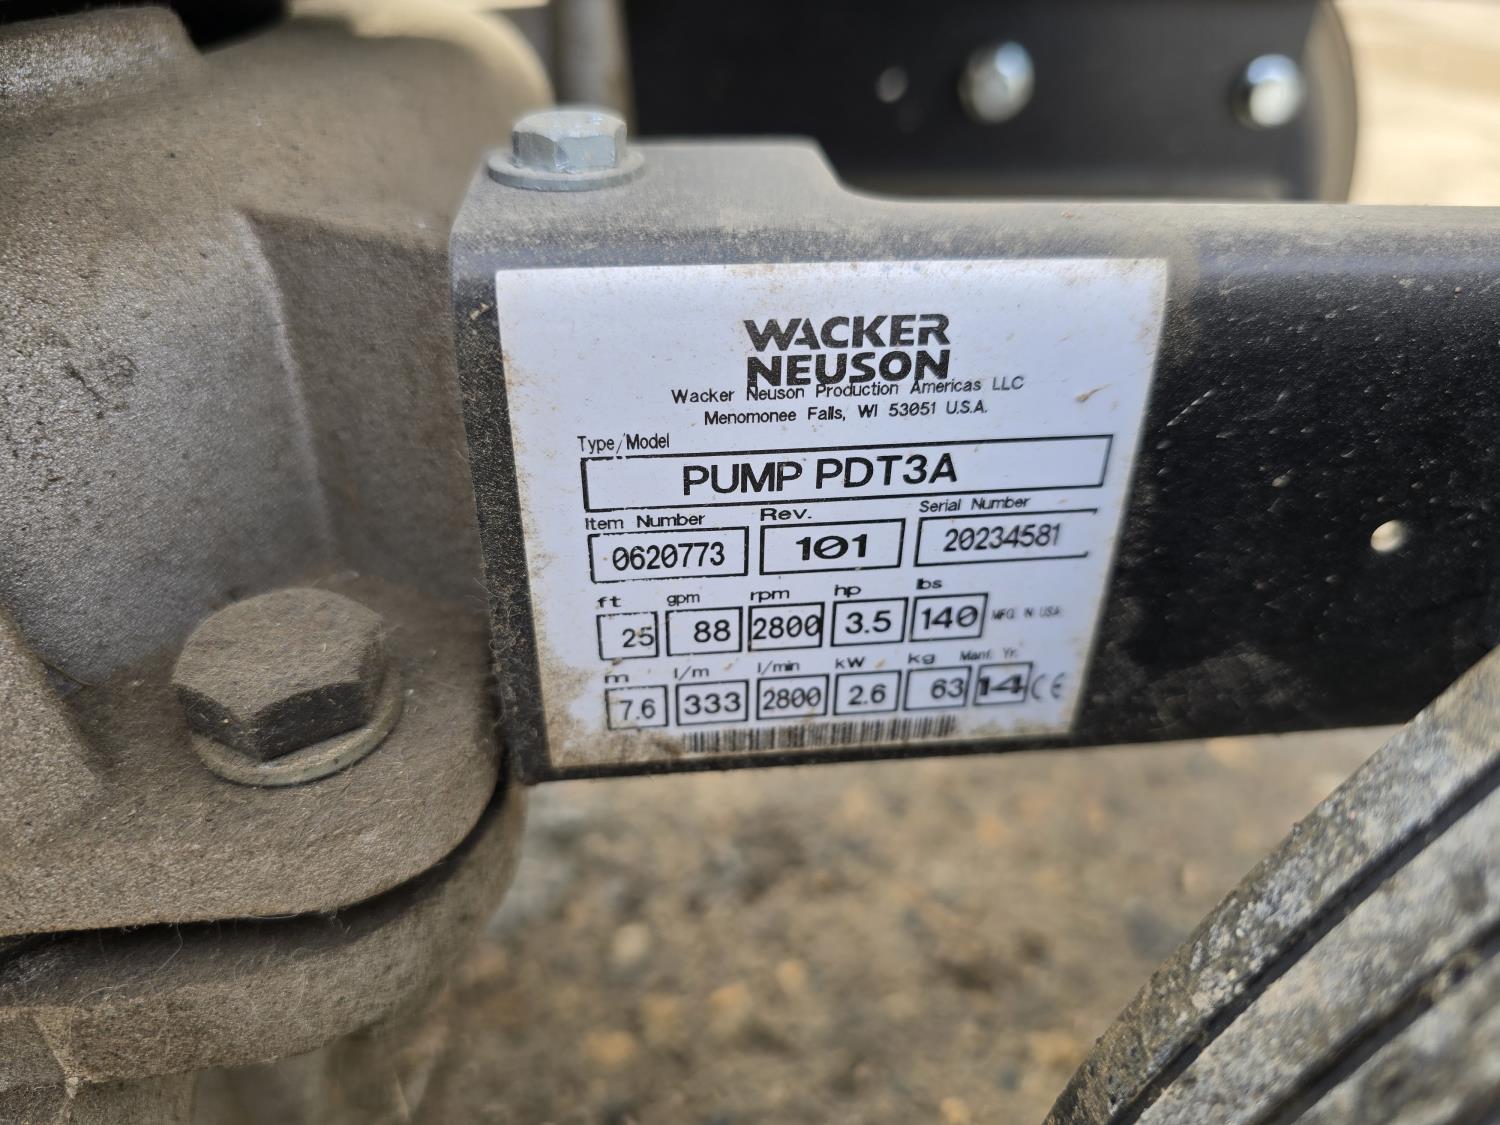 WACKER
NEUSON
Wacker Neuson Production Americas LLC
Menomonee Falls, WI 53051 U.S.A.
Type/Model
PUMP PDT3A
Item Number Rev. Serial Number
0620773 101 20234581
ft gpm rpm hp lbs
25 88 2800 3.5 140 MFG. IN USA
m l/m l/min kW kg Manf. Yr.
7.6 333 2800 2.6 63 14 CE